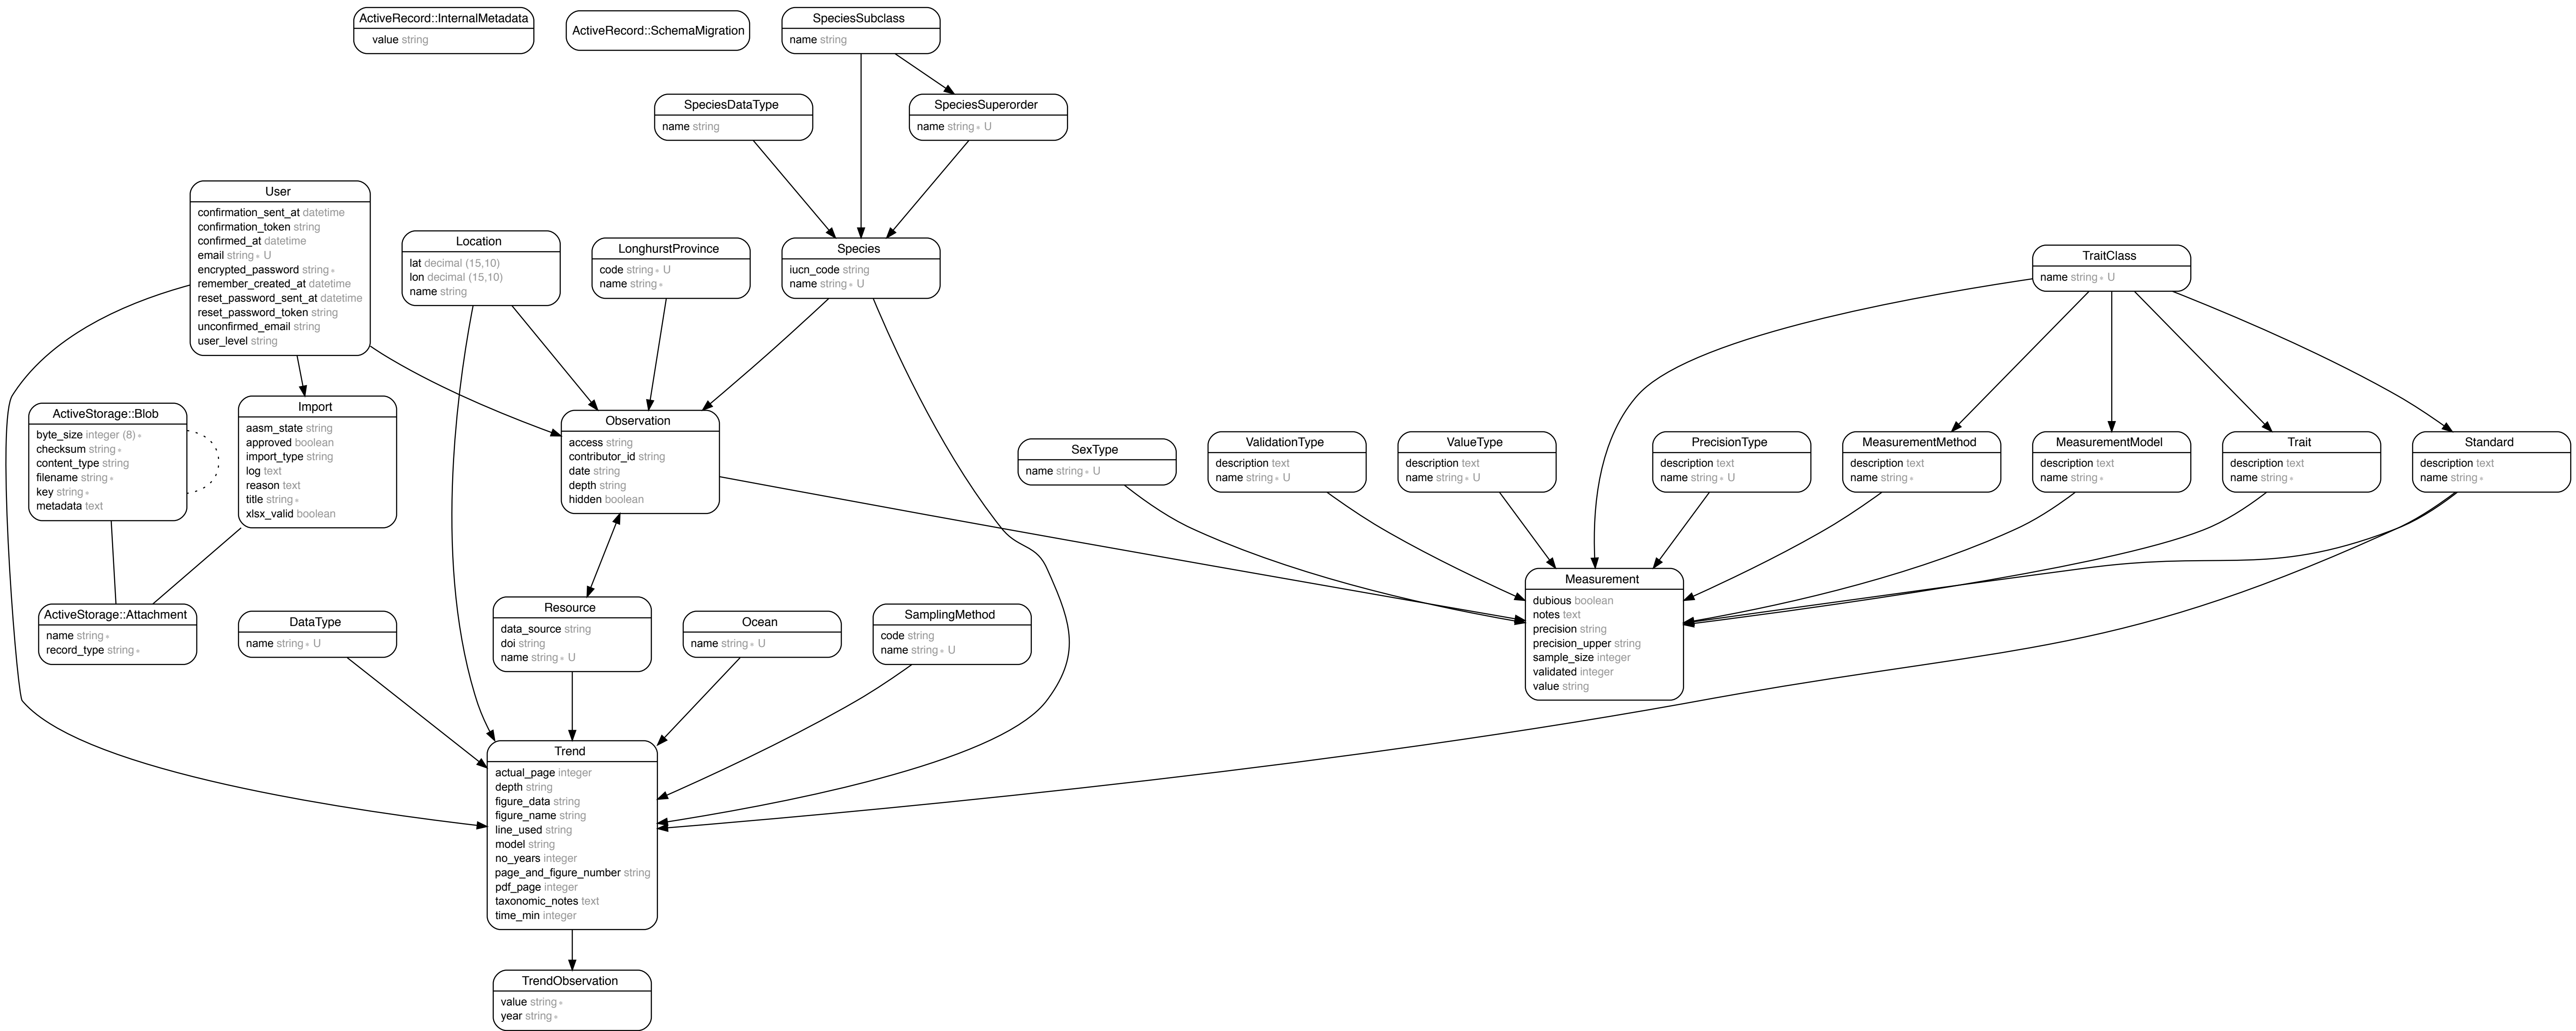 ActiveRecord::InternalMetadata
value string
ActiveRecord::SchemaMigration
SpeciesSubclass
name string
SpeciesDataType
name string
SpeciesSuperorder
name string∗ U
User
confirmation_sent_at datetime
confirmation_token string
confirmed_at datetime
email string∗ U
encrypted_password string∗
remember_created_at datetime
reset_password_sent_at datetime
reset_password_token string
unconfirmed_email string
user_level string
Location
lat decimal (15,10)
lon decimal (15,10)
name string
LonghurstProvince
code string∗ U
name string∗
Species
iucn_code string
name string∗ U
TraitClass
name string∗ U
ActiveStorage::Blob
byte_size integer (8)∗
checksum string∗
content_type string
filename string∗
key string∗
metadata text
Import
aasm_state string
approved boolean
import_type string
log text
reason text
title string∗
xlsx_valid boolean
Observation
access string
contributor_id string
date string
depth string
hidden boolean
SexType
name string∗ U
ValidationType
description text
name string∗ U
ValueType
description text
name string∗ U
PrecisionType
description text
name string∗ U
MeasurementMethod
description text
name string∗
MeasurementModel
description text
name string∗
Trait
description text
name string∗
Standard
description text
name string∗
ActiveStorage::Attachment
name string∗
record_type string∗
DataType
name string∗ U
Resource
data_source string
doi string
name string∗ U
Ocean
name string∗ U
SamplingMethod
code string
name string∗ U
Measurement
dubious boolean
notes text
precision string
precision_upper string
sample_size integer
validated integer
value string
Trend
actual_page integer
depth string
figure_data string
figure_name string
line_used string
model string
no_years integer
page_and_figure_number string
pdf_page integer
taxonomic_notes text
time_min integer
TrendObservation
value string∗
year string∗